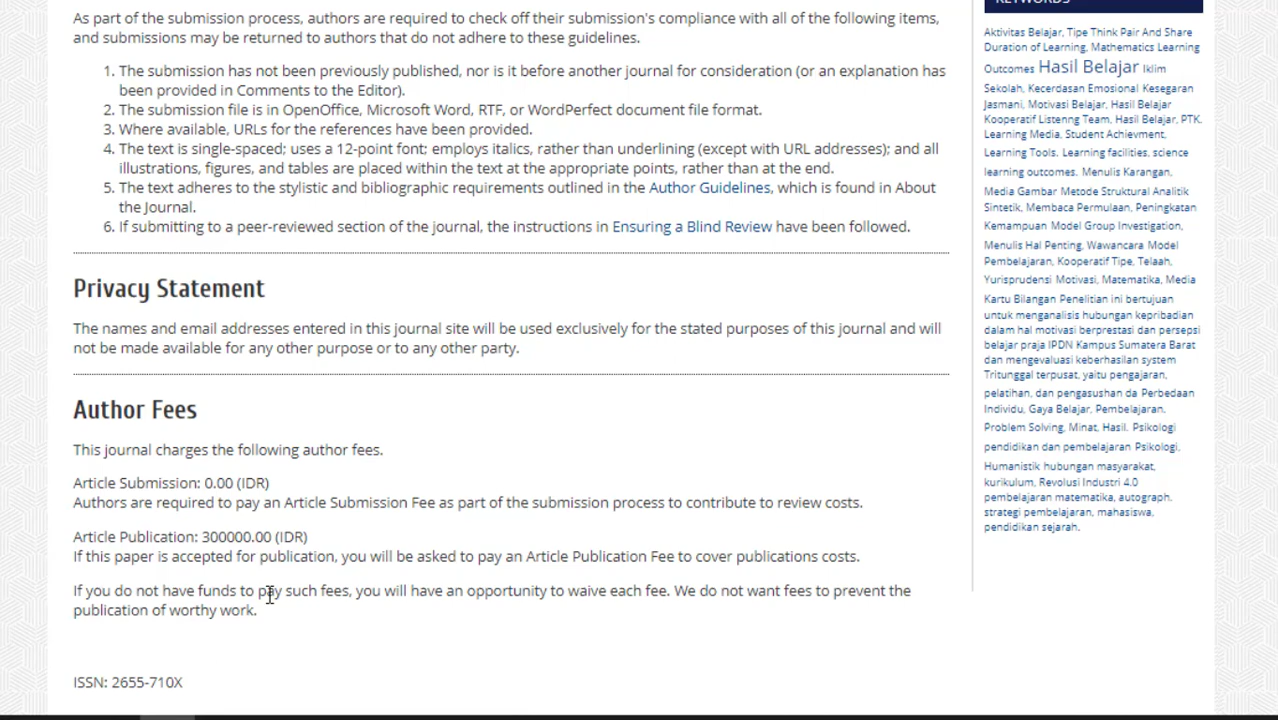 As part of the submission process, authors are required to check off their submission's compliance with all of the following items,
and submissions may be returned to authors that do not adhere to these guidelines.
1. The submission has not been previously published, nor is it before another journal for consideration (or an explanation has
been provided in Comments to the Editor).
2. The submission file is in OpenOffice, Microsoft Word, RTF, or WordPerfect document file format.
3. Where available, URLs for the references have been provided.
4. The text is single-spaced; uses a 12-point font; employs italics, rather than underlining (except with URL addresses); and all
illustrations, figures, and tables are placed within the text at the appropriate points, rather than at the end.
5. The text adheres to the stylistic and bibliographic requirements outlined in the Author Guidelines, which is found in About
the Journal.
6. If submitting to a peer-reviewed section of the journal, the instructions in Ensuring a Blind Review have been followed.
Privacy Statement
The names and email addresses entered in this journal site will be used exclusively for the stated purposes of this journal and will
not be made available for any other purpose or to any other party.
Author Fees
This journal charges the following author fees.
Article Submission: 0.00 (IDR)
Authors are required to pay an Article Submission Fee as part of the submission process to contribute to review costs.
Article Publication: 300000.00 (IDR)
If this paper is accepted for publication, you will be asked to pay an Article Publication Fee to cover publications costs.
If you do not have funds to pay such fees, you will have an opportunity to waive each fee. We do not want fees to prevent the
publication of worthy work.
ISSN: 2655-710X
KEYWORDS
Aktivitas Belajar, Tipe Think Pair And Share
Duration of Learning, Mathematics Learning
Outcomes Hasil Belajar Iklim
Sekolah, Kecerdasan Emosional Kesegaran
Jasmani, Motivasi Belajar, Hasil Belajar
Kooperatif Listenng Team, Hasil Belajar, PTK.
Learning Media, Student Achievment,
Learning Tools. Learning facilities, science
learning outcomes. Menulis Karangan,
Media Gambar Metode Struktural Analitik
Sintetik, Membaca Permulaan, Peningkatan
Kemampuan Model Group Investigation,
Menulis Hal Penting, Wawancara Model
Pembelajaran, Kooperatif Tipe, Telaah,
Yurisprudensi Motivasi, Matematika, Media
Kartu Bilangan Penelitian ini bertujuan
untuk menganalisis hubungan kepribadian
dalam hal motivasi berprestasi dan persepsi
belajar praja IPDN Kampus Sumatera Barat
dan mengevaluasi keberhasilan system
Tritunggal terpusat, yaitu pengajaran,
pelatihan, dan pengasushan da Perbedaan
Individu, Gaya Belajar, Pembelajaran.
Problem Solving, Minat, Hasil. Psikologi
pendidikan dan pembelajaran Psikologi,
Humanistik hubungan masyarakat,
kurikulum, Revolusi Industri 4.0
pembelajaran matematika, autograph.
strategi pembelajaran, mahasiswa,
pendidikan sejarah.